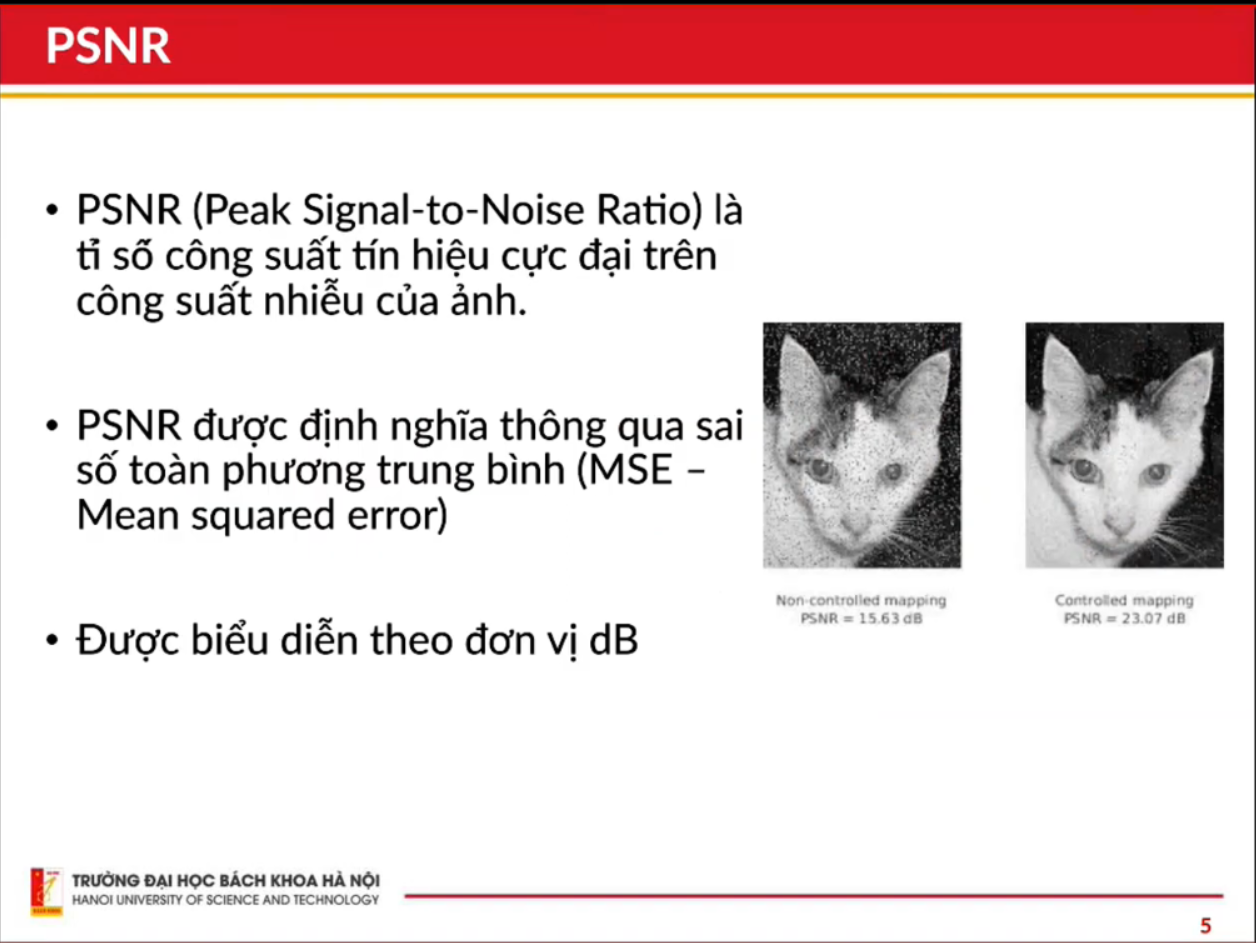 PSNR
• PSNR (Peak Signal-to-Noise Ratio) là
tỉ số công suất tín hiệu cực đại trên
công suất nhiễu của ảnh.
• PSNR được định nghĩa thông qua sai
số toàn phương trung bình (MSE –
Mean squared error)
• Được biểu diễn theo đơn vị dB
Non-controlled mapping
PSNR = 15.63 dB
Controlled mapping
PSNR = 23.07 dB
TRƯỜNG ĐẠI HỌC BÁCH KHOA HÀ NỘI
HANOI UNIVERSITY OF SCIENCE AND TECHNOLOGY
5